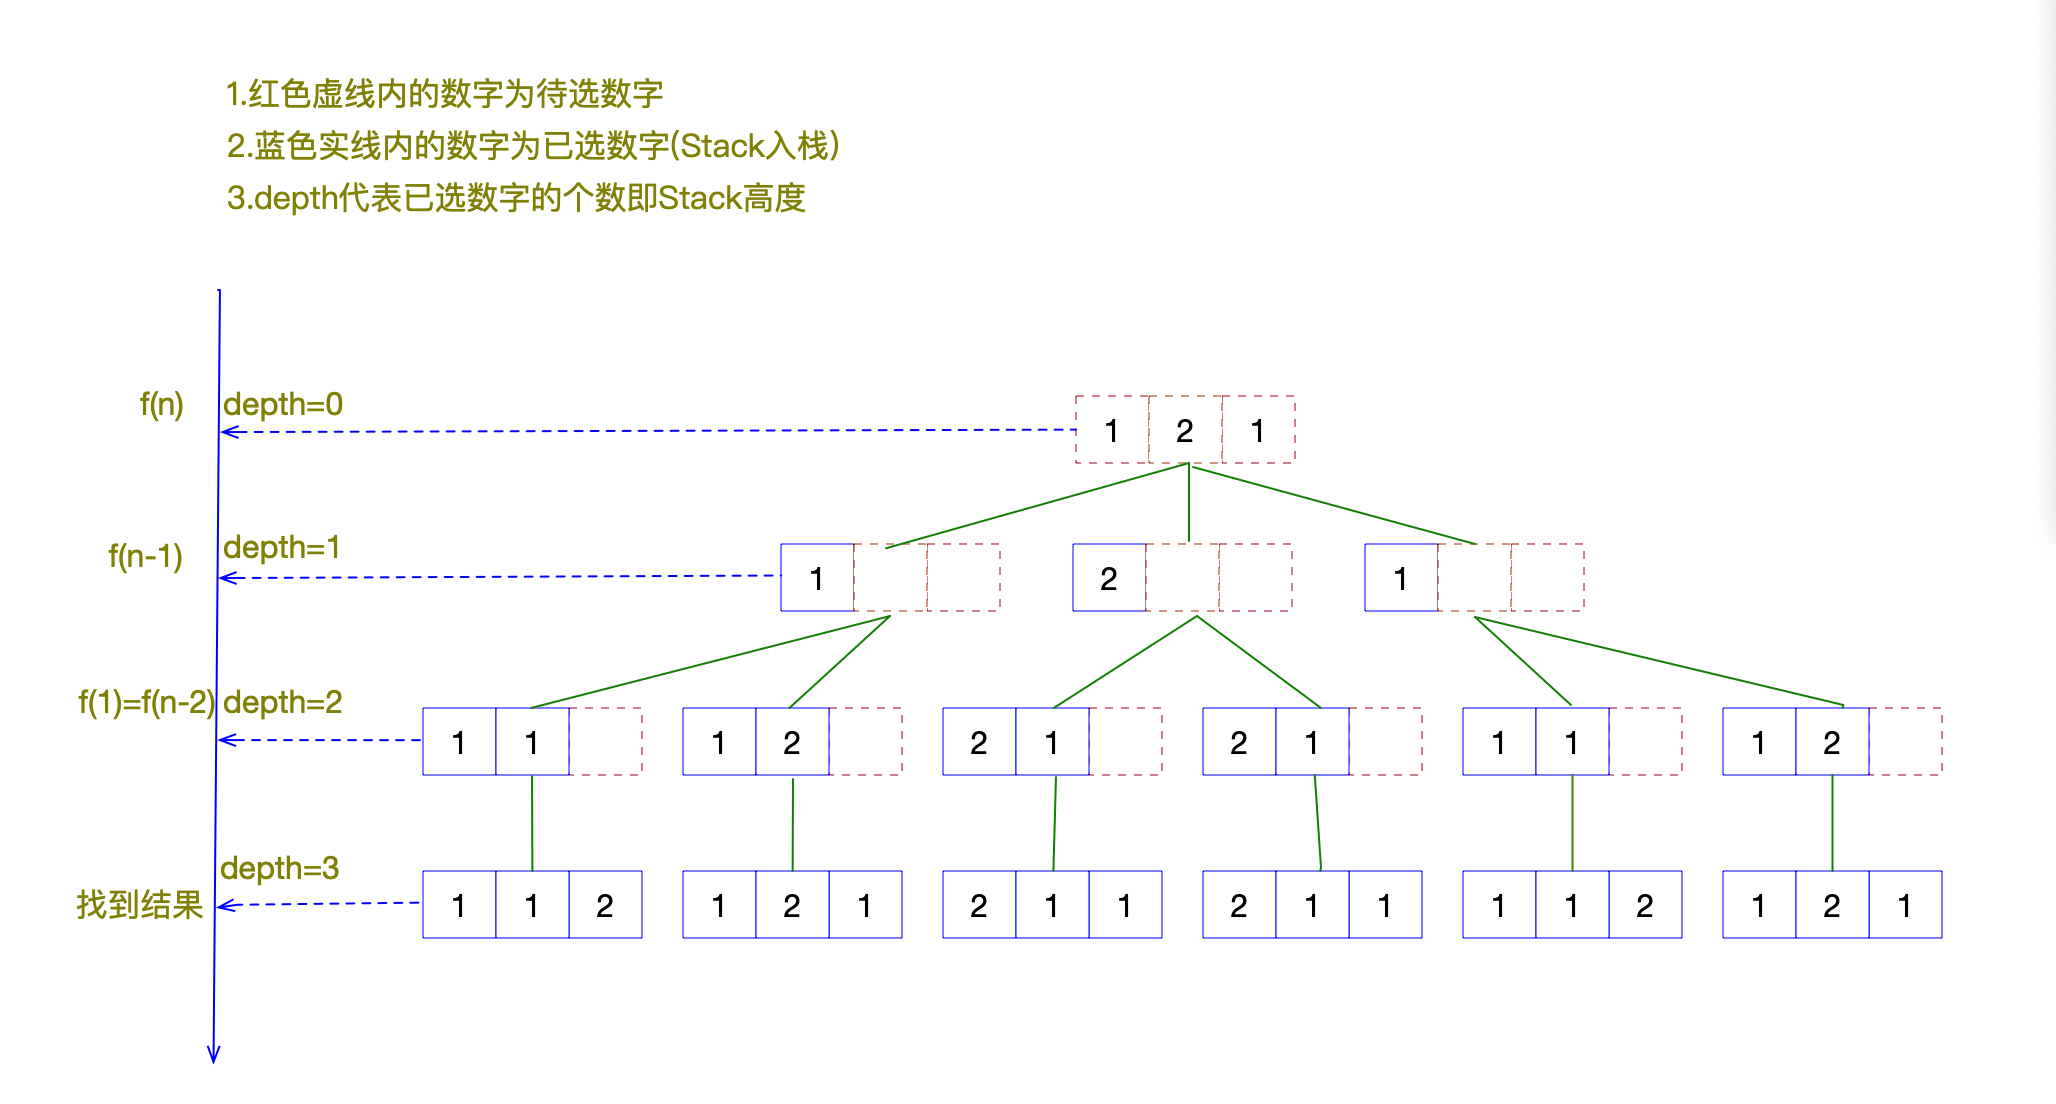 1.红色虚线内的数字为待选数字
2.蓝色实线内的数字为已选数字(Stack入栈)
3.depth代表已选数字的个数即Stack高度
f(n) depth=0
1 2 1
f(n-1) depth=1
1 2 1
f(1)=f(n-2) depth=2
1 1 1 2 2 1 2 1 1 1 1 2
depth=3
找到结果 1 1 2 1 2 1 2 1 1 2 1 1 1 1 2 1 2 1